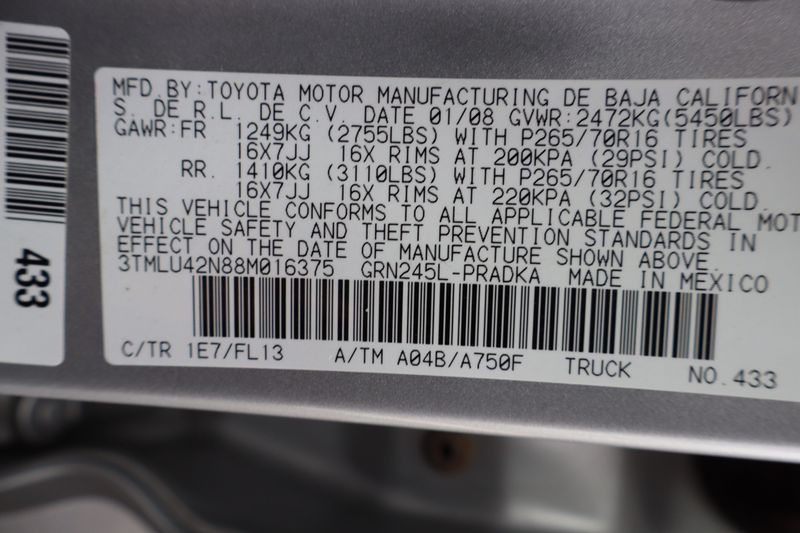 MFD.BY:TOYOTA MOTOR MANUFACTURING DE BAJA CALIFORN
S. DE R.L. DE C.V. DATE 01/08 GVWR:2472KG(5450LBS)
GAWR:FR 1249KG (2755LBS) WITH P265/70R16 TIRES
16X7JJ 16X RIMS AT 200KPA (29PSI) COLD.
RR. 1410KG (3110LBS) WITH P265/70R16 TIRES
16X7JJ 16X RIMS AT 220KPA (32PSI) COLD.
THIS VEHICLE CONFORMS TO ALL APPLICABLE FEDERAL MOT
VEHICLE SAFETY AND THEFT PREVENTION STANDARDS IN
EFFECT ON THE DATE OF MANUFACTURE SHOWN ABOVE.
3TMLU42N88M016375 GRN245L-PRADKA MADE IN MEXICO
C/TR 1E7/FL13 A/TM A04B/A750F TRUCK NO.433
433